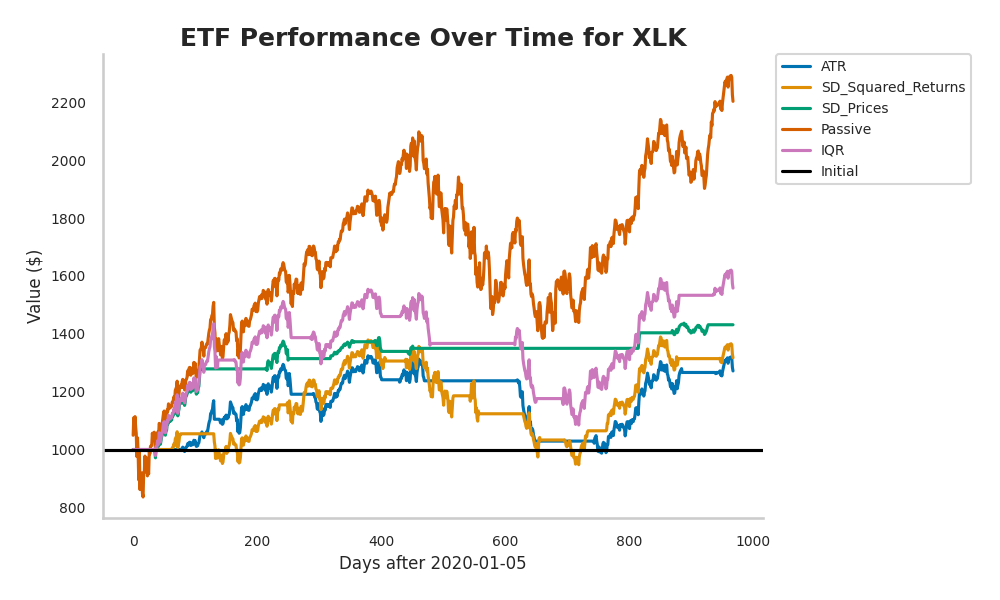 ETF Performance Over Time for XLK
ATR
SD_Squared_Returns
SD_Prices
Passive
IQR
Initial
Value ($)
2200
2000
1800
1600
1400
1200
1000
800
0 200 400 600 800 1000
Days after 2020-01-05